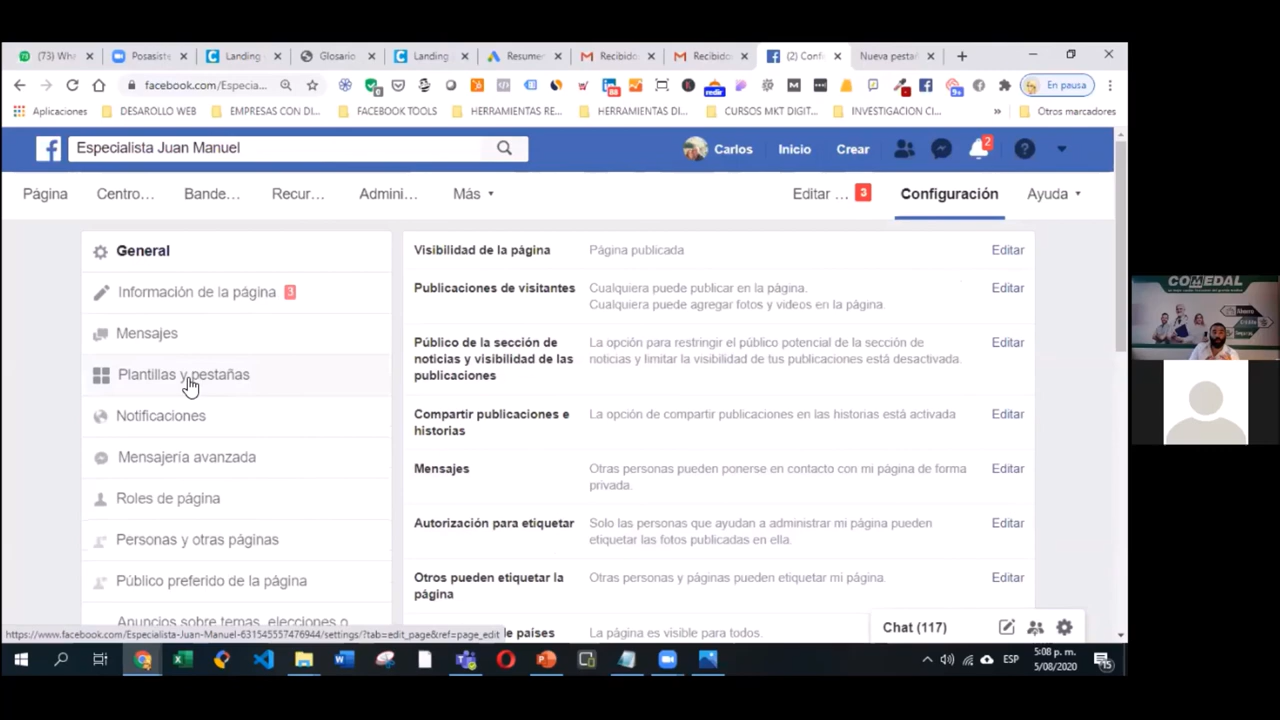 (73) Wha
Posasiste
Landing
Glosario
Landing
Resumen
Recibido
Recibido
(2) Confi
Nueva pestañ
facebook.com/Especia...
En pausa
Aplicaciones
DESAROLLO WEB
EMPRESAS CON DI...
FACEBOOK TOOLS
HERRAMIENTAS RE...
HERRAMIENTAS DI...
CURSOS MKT DIGIT...
INVESTIGACION CI...
»
Otros marcadores
Especialista Juan Manuel
Carlos
Inicio
Crear
2
Página
Centro...
Bande...
Recur...
Admini...
Más
Editar ...
3
Configuración
Ayuda
General
Información de la página 3
Mensajes
Plantillas y pestañas
Notificaciones
Mensajería avanzada
Roles de página
Personas y otras páginas
Público preferido de la página
Anuncios sobre temas, elecciones o
Visibilidad de la página
Página publicada
Editar
Publicaciones de visitantes
Cualquiera puede publicar en la página.
Cualquiera puede agregar fotos y videos en la página.
Editar
Público de la sección de
noticias y visibilidad de las
publicaciones
La opción para restringir el público potencial de la sección de
noticias y limitar la visibilidad de tus publicaciones está desactivada.
Editar
Compartir publicaciones e
historias
La opción de compartir publicaciones en las historias está activada
Editar
Mensajes
Otras personas pueden ponerse en contacto con mi página de forma
privada.
Editar
Autorización para etiquetar
Solo las personas que ayudan a administrar mi página pueden
etiquetar las fotos publicadas en ella.
Editar
Otros pueden etiquetar la
página
Otras personas y páginas pueden etiquetar mi página.
Editar
de países
La página es visible para todos.
Chat (117)
https://www.facebook.com/Especialista-Juan-Manuel-631545557476944/settings/?tab=edit_page&ref=page_edit
ESP
5:08 p. m.
5/08/2020
15
COMEDAL